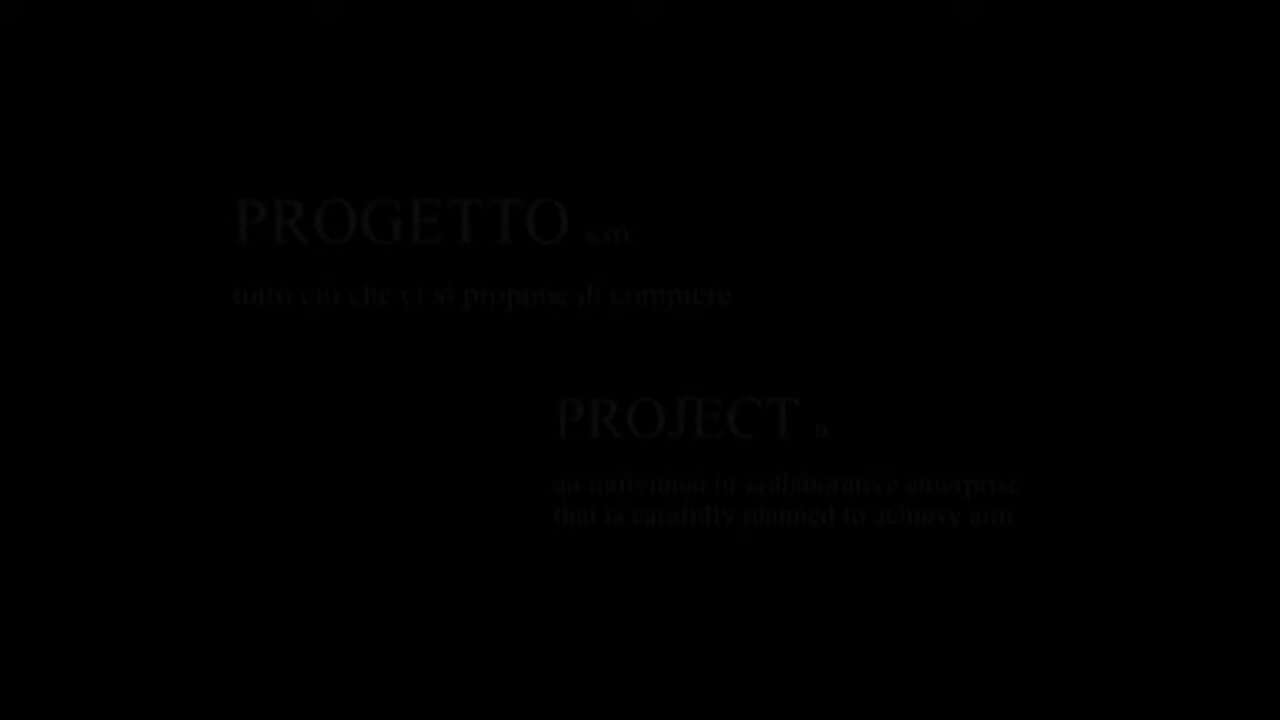 PROGETTO s.m.
tutto ciò che ci si propone di compiere
PROJECT n.
an individual or collaborative enterprise
that is carefully planned to achieve aim